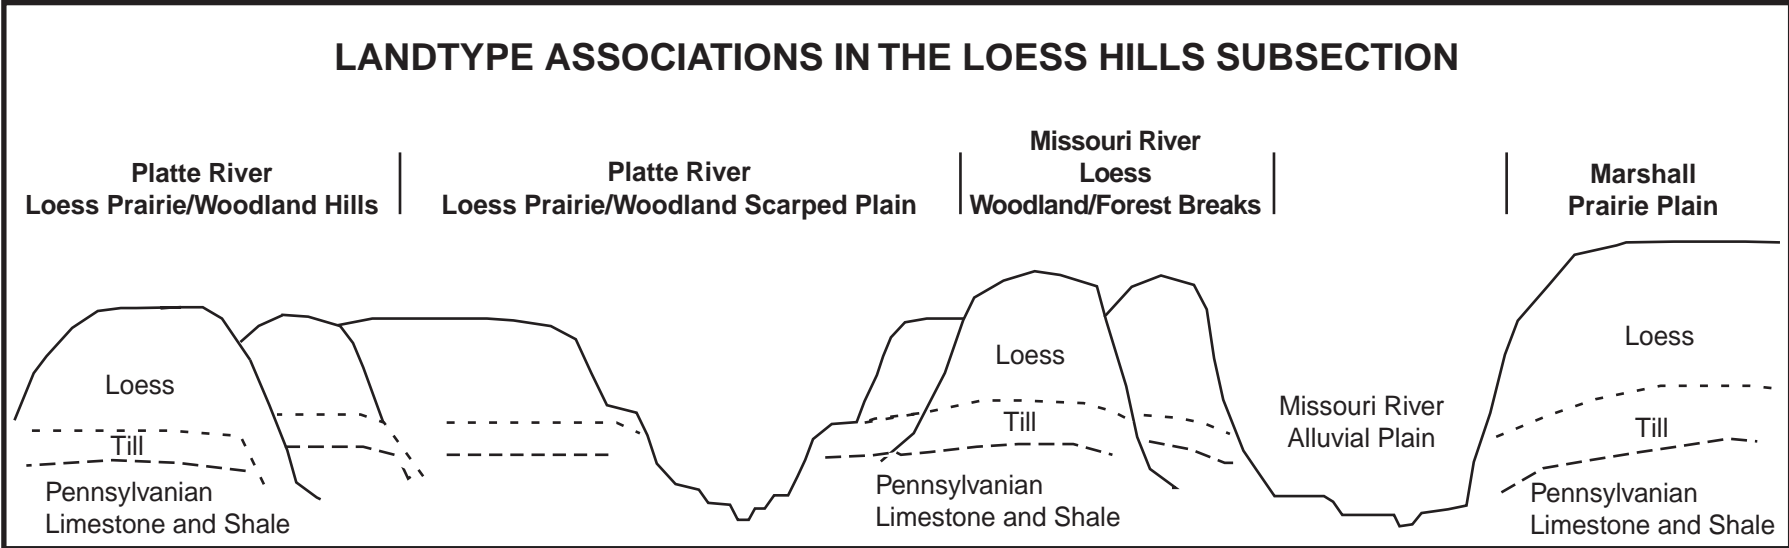 LANDTYPE ASSOCIATIONS IN THE LOESS HILLS SUBSECTION
Platte River
Loess Prairie/Woodland Hills
Platte River
Loess Prairie/Woodland Scarped Plain
Missouri River
Loess
Woodland/Forest Breaks
Marshall
Prairie Plain
Loess
Till
Pennsylvanian
Limestone and Shale
Loess
Till
Pennsylvanian
Limestone and Shale
Missouri River
Alluvial Plain
Loess
Till
Pennsylvanian
Limestone and Shale